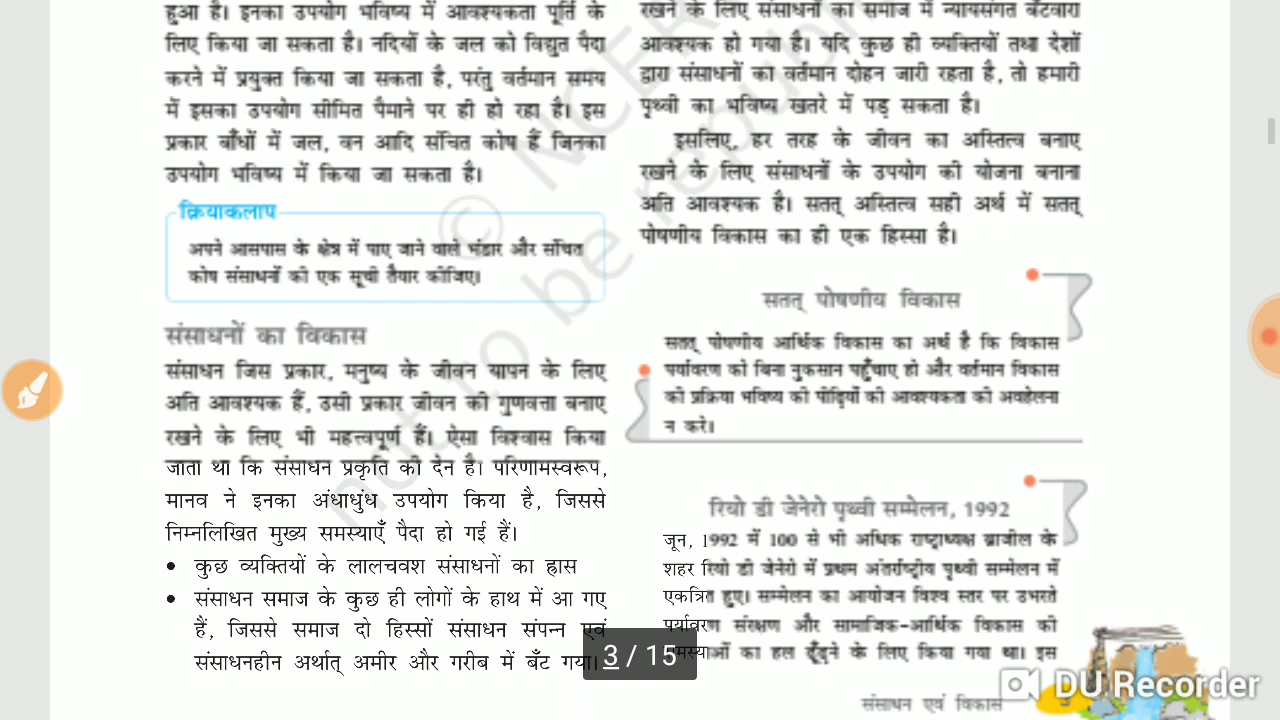 हुआ है। इनका उपयोग भविष्य में आवश्यकता पूर्ति के
लिए किया जा सकता है। नदियों के जल को विद्युत पैदा
करने में प्रयुक्त किया जा सकता है, परंतु वर्तमान समय
में इसका उपयोग सीमित पैमाने पर ही हो रहा है। इस
प्रकार बाँधों में जल, वन आदि संचित कोष हैं जिनका
उपयोग भविष्य में किया जा सकता है।
क्रियाकलाप
अपने आसपास के क्षेत्र में पाए जाने वाले भंडार और संचित
कोष संसाधनों की एक सूची तैयार कीजिए।
संसाधनों का विकास
संसाधन जिस प्रकार, मनुष्य के जीवन यापन के लिए
अति आवश्यक हैं, उसी प्रकार जीवन की गुणवत्ता बनाए
रखने के लिए भी महत्त्वपूर्ण हैं। ऐसा विश्वास किया
जाता था कि संसाधन प्रकृति की देन है। परिणामस्वरूप,
मानव ने इनका अंधाधुंध उपयोग किया है, जिससे
निम्नलिखित मुख्य समस्याएँ पैदा हो गई हैं।
• कुछ व्यक्तियों के लालचवश संसाधनों का ह्रास
• संसाधन समाज के कुछ ही लोगों के हाथ में आ गए
हैं, जिससे समाज दो हिस्सों संसाधन संपन्न एवं
संसाधनहीन अर्थात् अमीर और गरीब में बँट गया।
रखने के लिए संसाधनों का समाज में न्यायसंगत बँटवारा
आवश्यक हो गया है। यदि कुछ ही व्यक्तियों तथा देशों
द्वारा संसाधनों का वर्तमान दोहन जारी रहता है, तो हमारी
पृथ्वी का भविष्य खतरे में पड़ सकता है।
इसलिए, हर तरह के जीवन का अस्तित्व बनाए
रखने के लिए संसाधनों के उपयोग की योजना बनाना
अति आवश्यक है। सतत् अस्तित्व सही अर्थ में सतत्
पोषणीय विकास का ही एक हिस्सा है।
सतत् पोषणीय विकास
सतत् पोषणीय आर्थिक विकास का अर्थ है कि विकास
पर्यावरण को बिना नुकसान पहुँचाए हो और वर्तमान विकास
की प्रक्रिया भविष्य की पीढ़ियों की आवश्यकता की अवहेलना
न करे।
रियो डी जेनेरो पृथ्वी सम्मेलन, 1992
जून, 1992 में 100 से भी अधिक राष्ट्राध्यक्ष ब्राजील के
शहर रियो डी जेनेरो में प्रथम अंतर्राष्ट्रीय पृथ्वी सम्मेलन में
एकत्रित हुए। सम्मेलन का आयोजन विश्व स्तर पर उभरते
पर्यावरण संरक्षण और सामाजिक-आर्थिक विकास की
समस्याओं का हल ढूँढ़ने के लिए किया गया था। इस
3 / 15
संसाधन एवं विकास
DU Recorder
© NCER
not to be republ